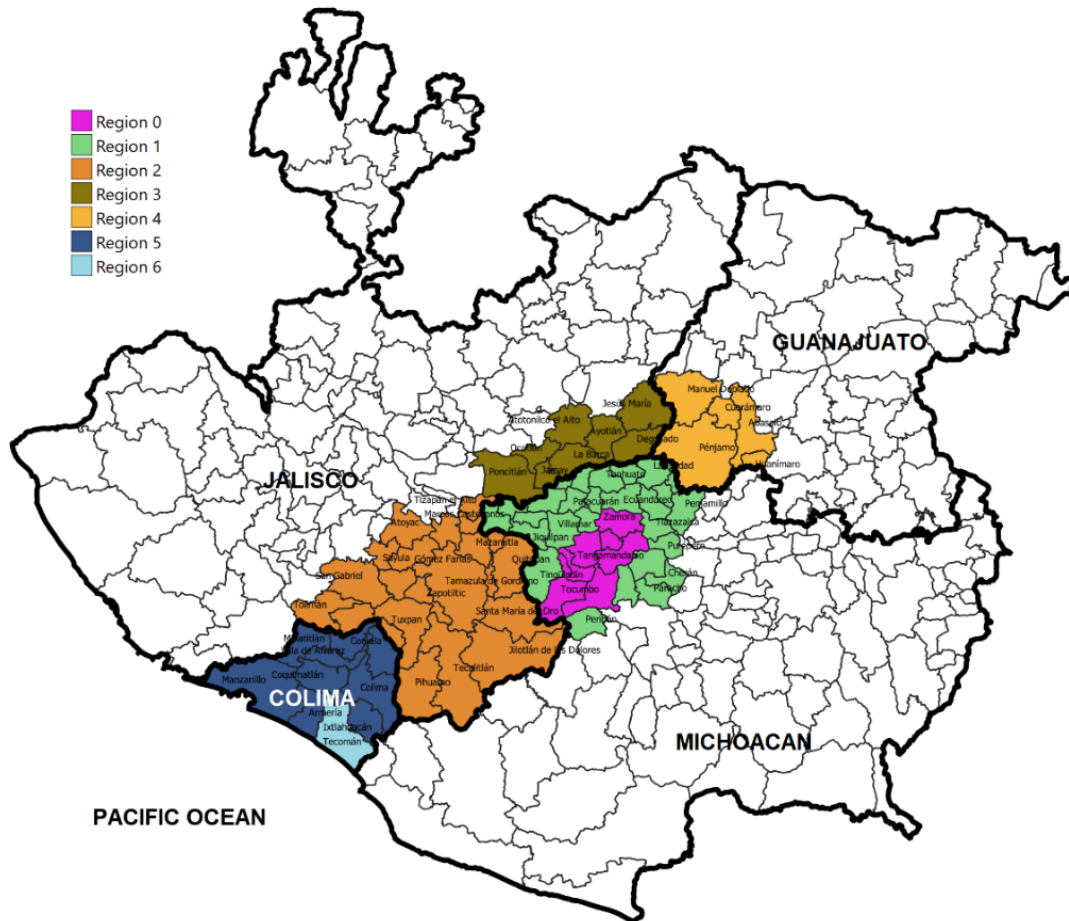 Region 0
Region 1
Region 2
Region 3
Region 4
Region 5
Region 6
GUANAJUATO
Manuel Doblado
Jesús María
Cuerámaro
Atotonilco el Alto
Abasolo
Ayotlán
Degollado
Ocotlán
Pénjamo
La Barca
Huanímaro
Poncitlán
Jamay
La Piedad
Tanhuato
JALISCO
Tizapán el Alto
Pajacuarán
Ecuandureo
Penjamillo
Marcos Castellanos
Atoyac
Zamora
Villamar
Tlazazalca
Jiquilpan
Mazamitla
Purépero
Sayula
Gómez Farías
Quitupan
Tangamandapio
Cherán
San Gabriel
Tamazula de Gordiano
Tingüindín
Zapotiltic
Tocumbo
Paracho
Tolimán
Santa María del Oro
Tuxpan
Peribán
Minatitlán
Comala
Villa de Álvarez
Jilotlán de los Dolores
Coquimatlán
Tecalitlán
Manzanillo
Pihuamo
Colima
COLIMA
Armería
Ixtlahuacán
Tecomán
MICHOACAN
PACIFIC OCEAN